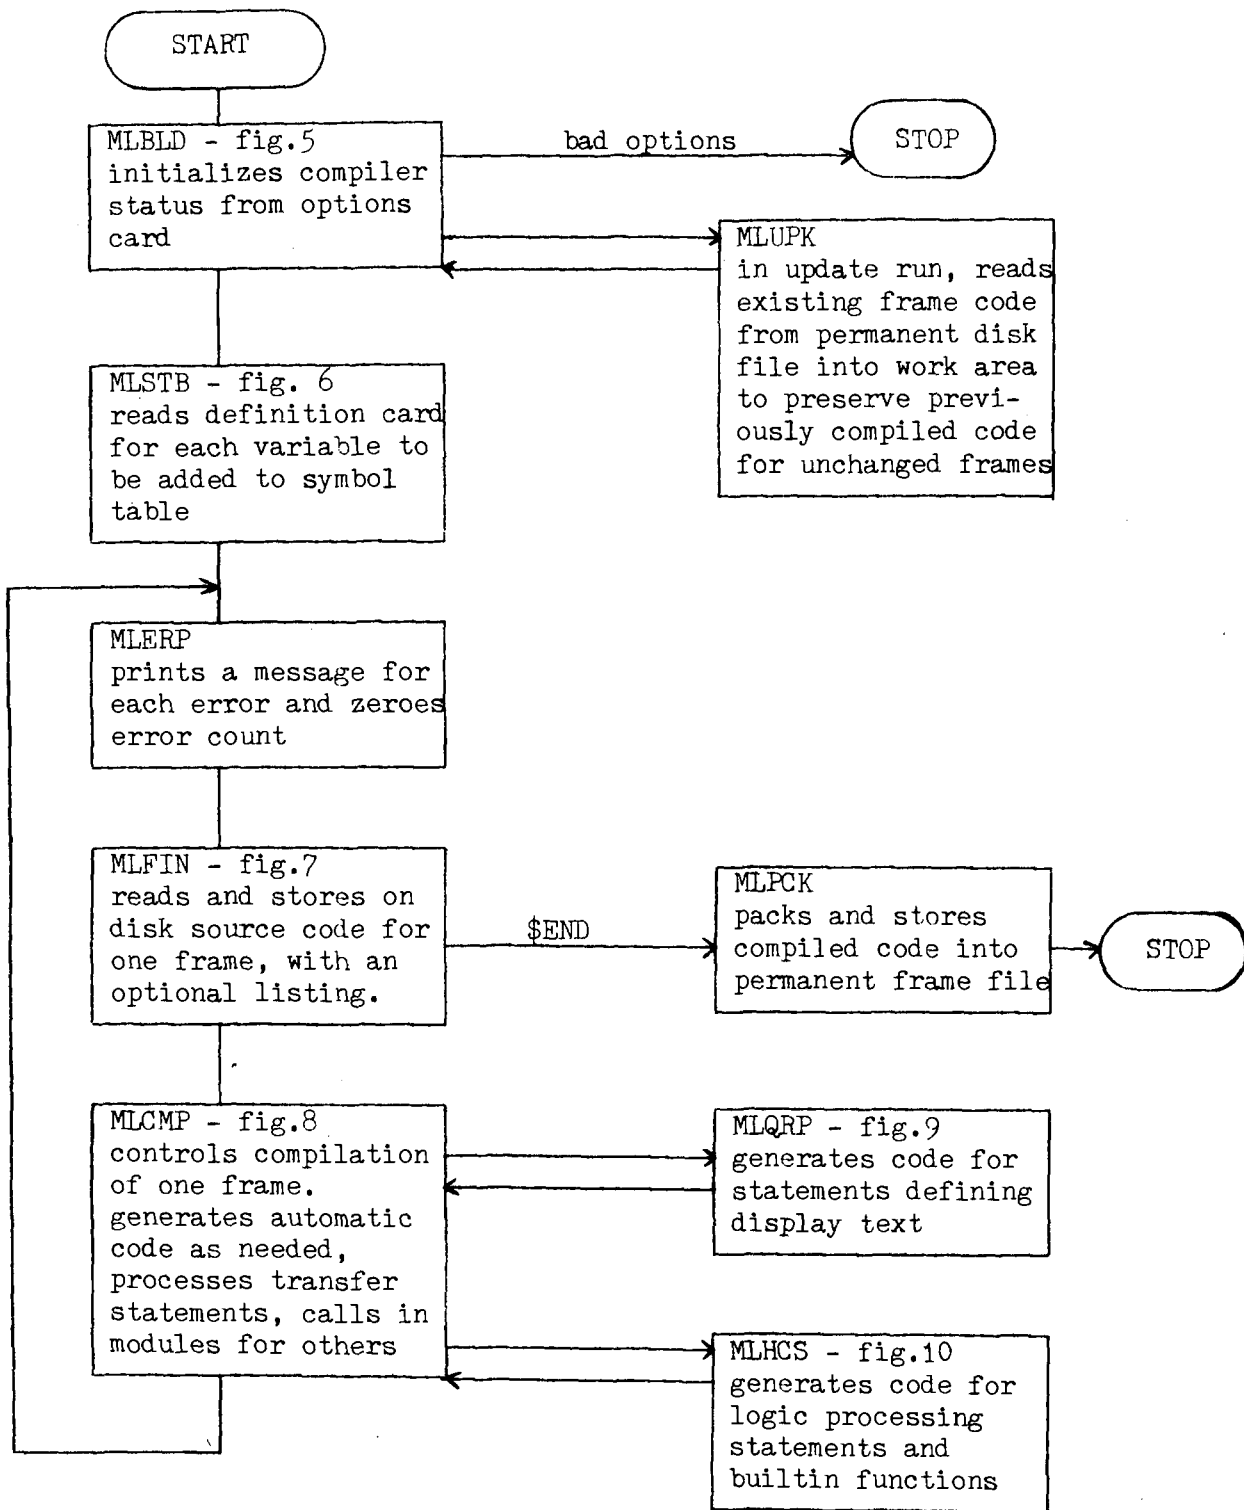 START
MLBLD - fig.5
initializes compiler
status from options
card
bad options
STOP
MLUPK
in update run, reads
existing frame code
from permanent disk
file into work area
to preserve previ-
ously compiled code
for unchanged frames
MLSTB - fig. 6
reads definition card
for each variable to
be added to symbol
table
MLERP
prints a message for
each error and zeroes
error count
MLFIN - fig.7
reads and stores on
disk source code for
one frame, with an
optional listing.
$END
MLPCK
packs and stores
compiled code into
permanent frame file
STOP
MLCMP - fig.8
controls compilation
of one frame.
generates automatic
code as needed,
processes transfer
statements, calls in
modules for others
MLQRP - fig.9
generates code for
statements defining
display text
MLHCS - fig.10
generates code for
logic processing
statements and
builtin functions